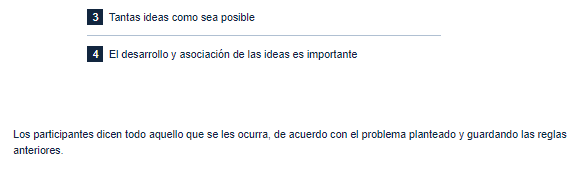 3 Tantas ideas como sea posible
4 El desarrollo y asociación de las ideas es importante
Los participantes dicen todo aquello que se les ocurra, de acuerdo con el problema planteado y guardando las reglas
anteriores.